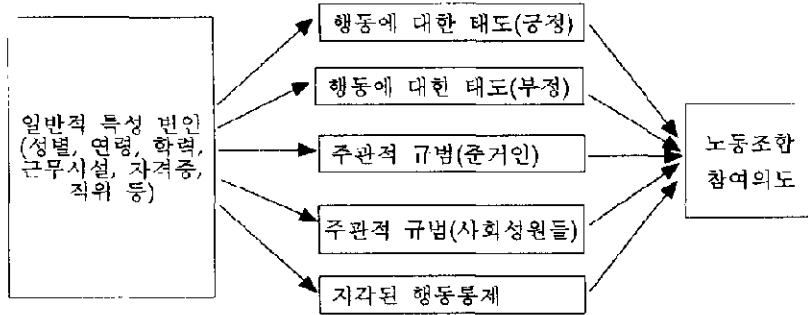 행동에 대한 태도(긍정)
행동에 대한 태도(부정)
일반적 특성 변인
(성별, 연령, 학력,
근무시설, 자격증,
직위 등)
주관적 규범(준거인)
주관적 규범(사회성원들)
지각된 행동통제
노동조합
참여의도